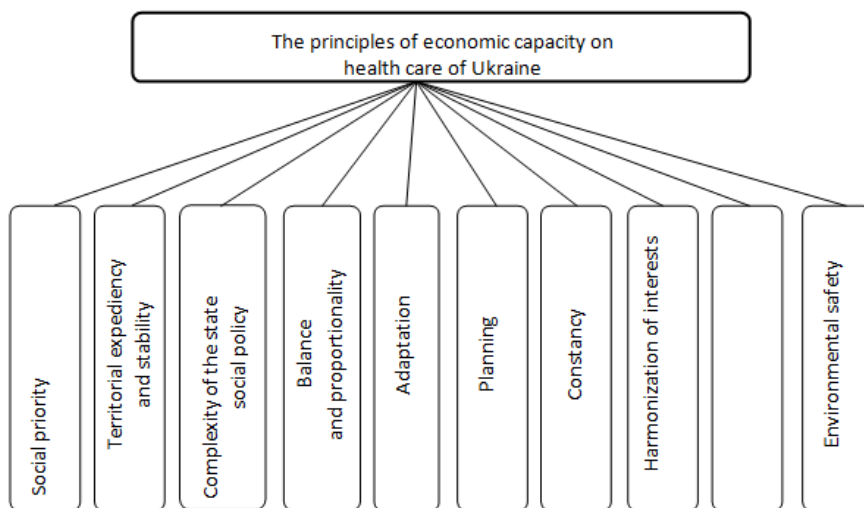 The principles of economic capacity on
health care of Ukraine
Social priority
Territorial expediency
and stability
Complexity of the state
social policy
Balance
and proportionality
Adaptation
Planning
Constancy
Harmonization of interests
Environmental safety